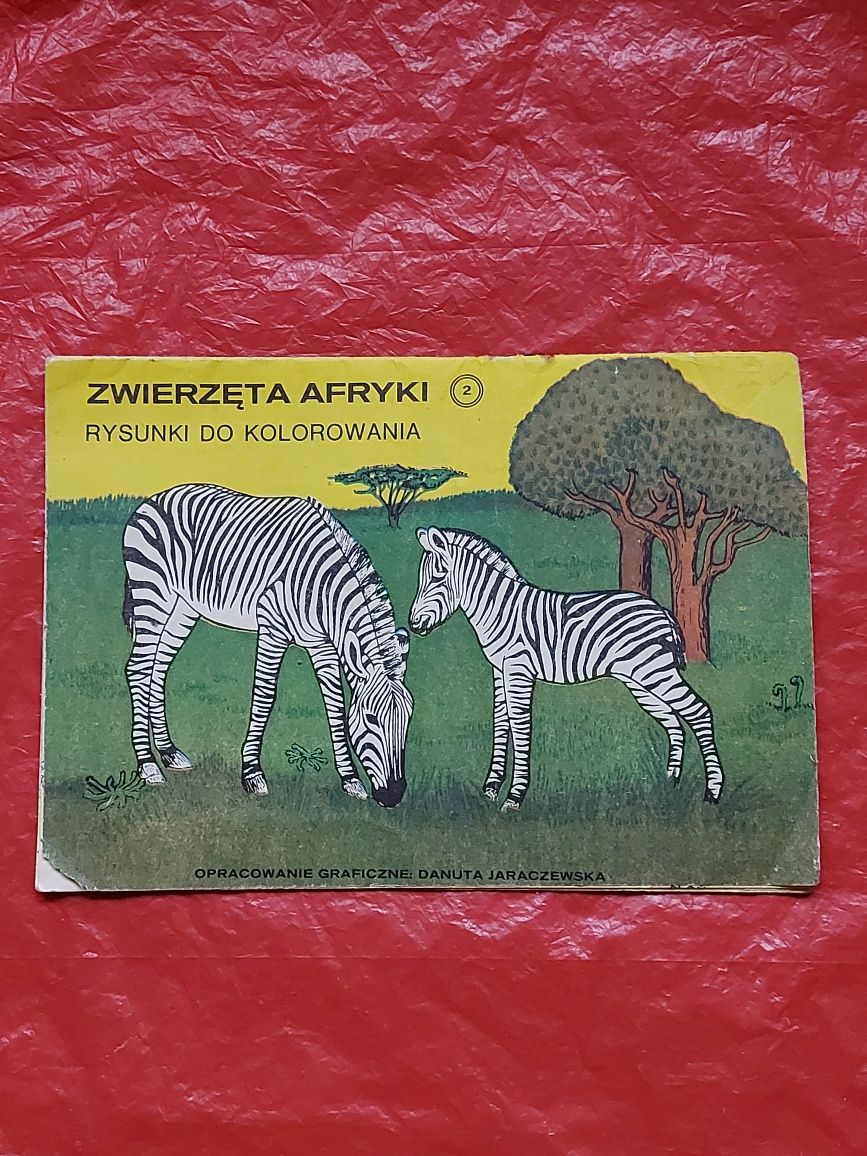 ZWIERZĘTA AFRYKI 2
RYSUNKI DO KOLOROWANIA
OPRACOWANIE GRAFICZNE: DANUTA JARACZEWSKA